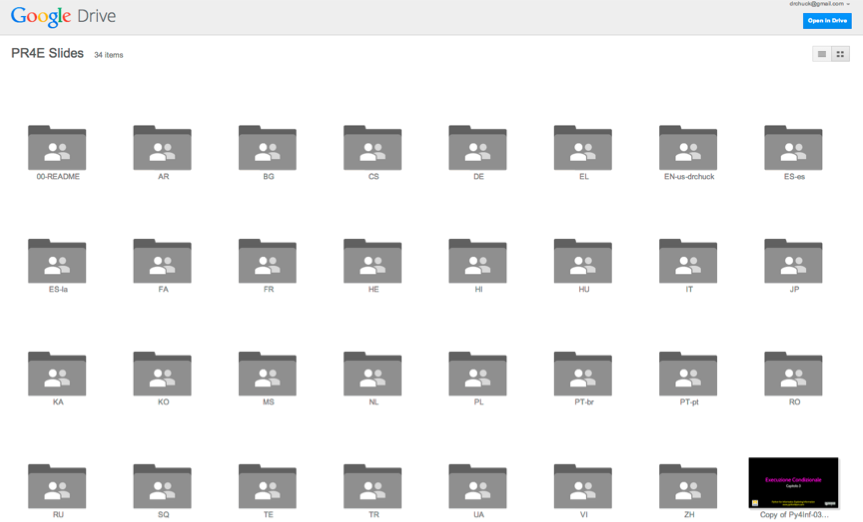 Google Drive
drchuck@gmail.com
Open in Drive
PR4E Slides 34 items
00-README AR BG CS DE EL EN-us-drchuck ES-es
ES-la FA FR HE HI HU IT JP
KA KO MS NL PL PT-br PT-pt RO
Esecuzione Condizionale
Capitolo 3
RU SQ TE TR UA VI ZH Copy of Py4Inf-03...